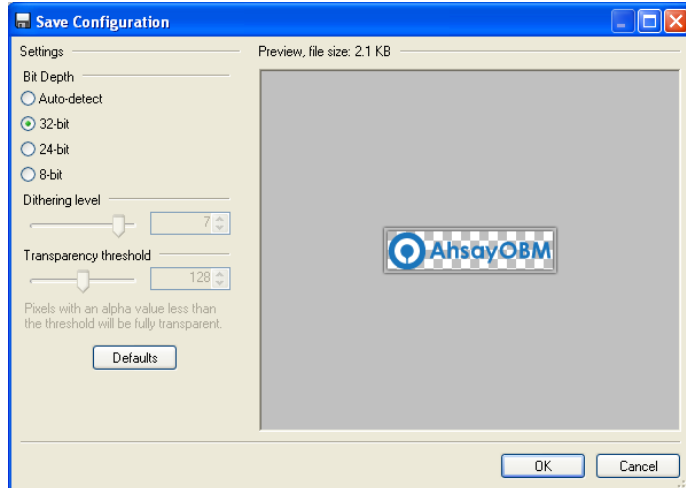 Save Configuration
Settings
Preview, file size: 2.1 KB
Bit Depth
Auto-detect
32-bit
24-bit
8-bit
Dithering level
7
Transparency threshold
128
Pixels with an alpha value less than
the threshold will be fully transparent.
Defaults
AhsayOBM
OK
Cancel